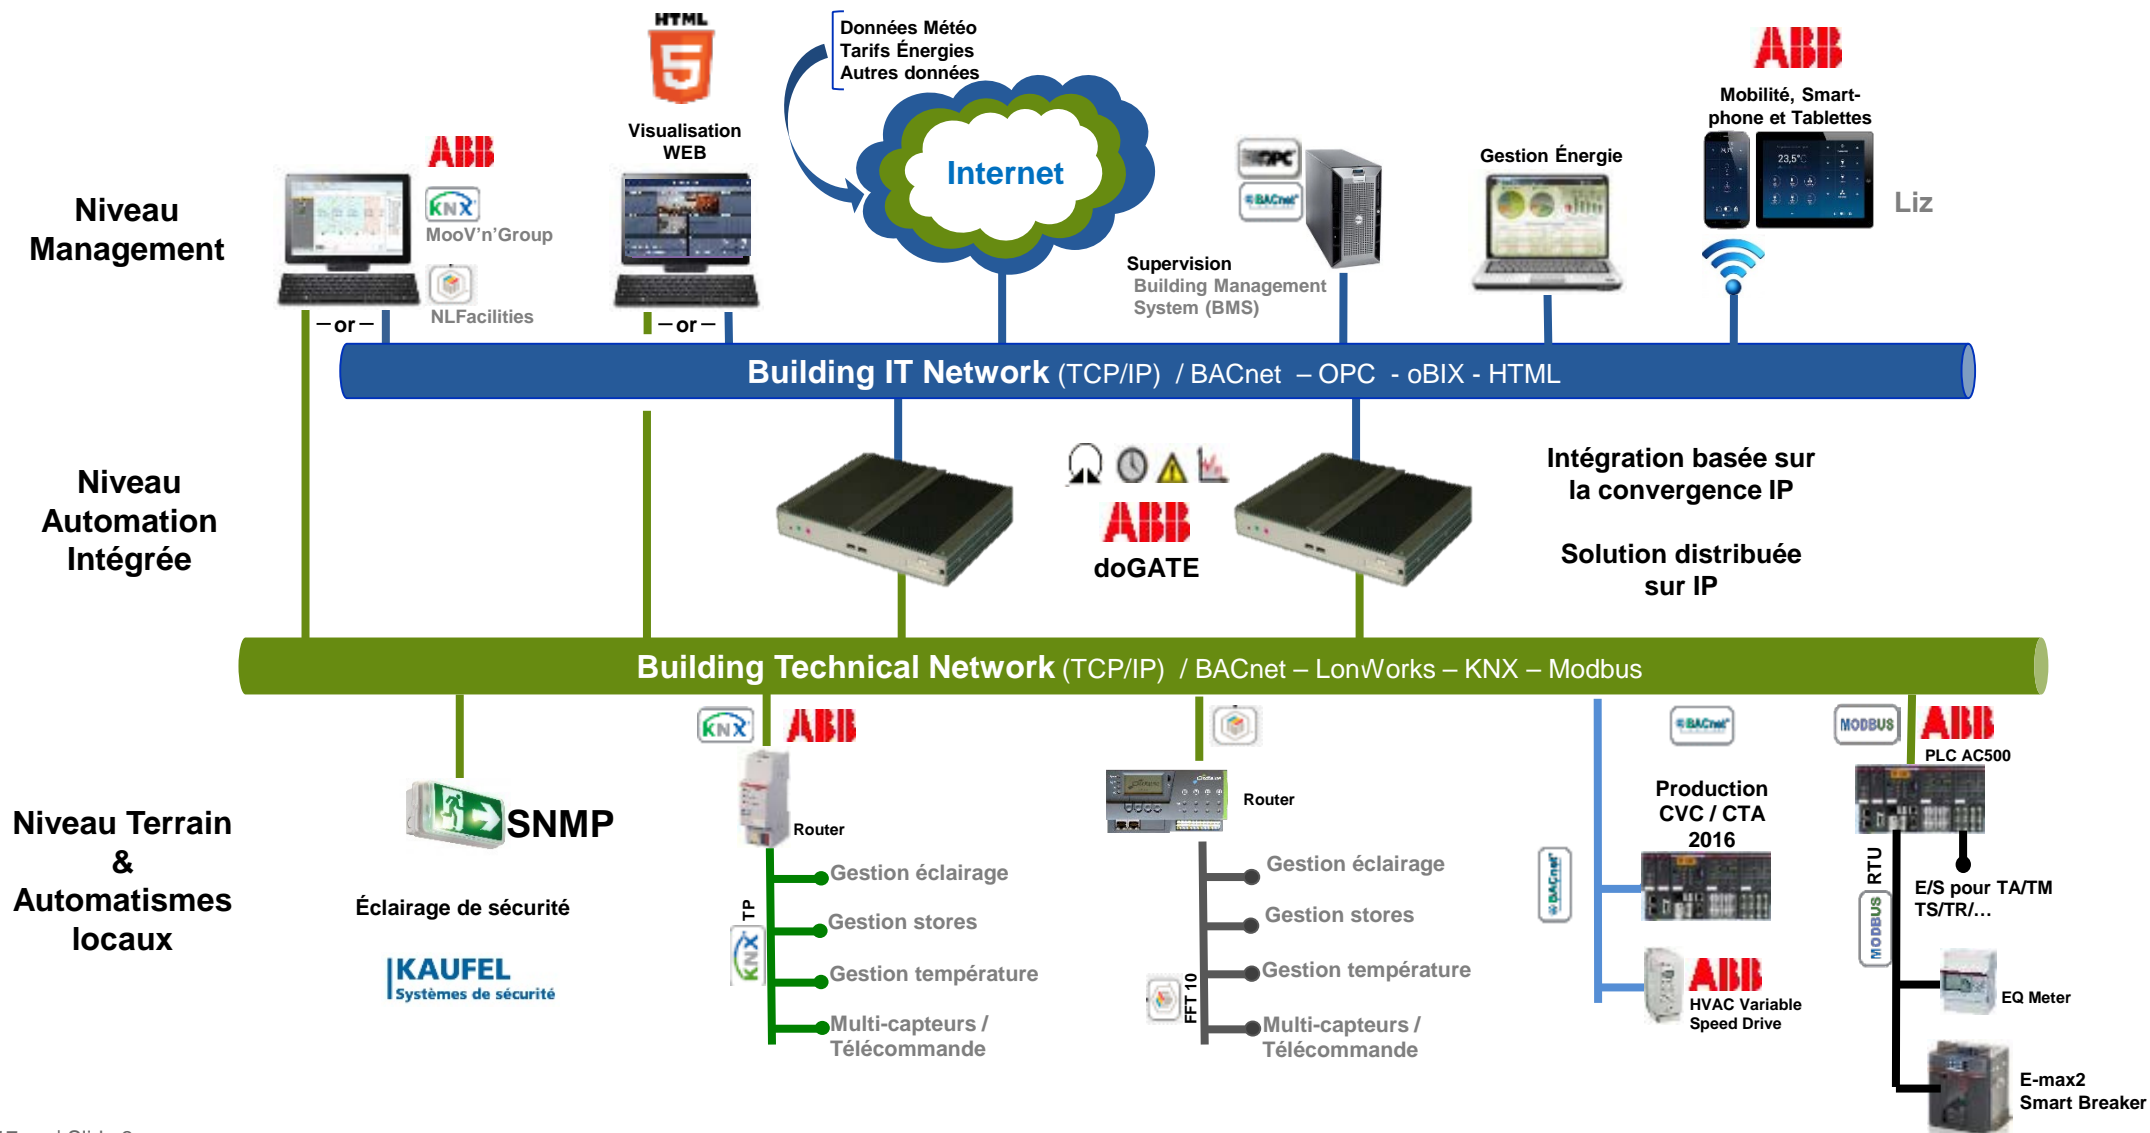 HTML
5
Données Météo
Tarifs Énergies
Autres données
ABB
Mobilité, Smart-
phone et Tablettes
Visualisation
WEB
ABB
KNX
MooV'n'Group
NLFacilities
Internet
OPC
BACnet
Gestion Énergie
23,5°
Liz
Niveau
Management
Supervision
Building Management
System (BMS)
or
or
Building IT Network (TCP/IP) / BACnet – OPC - oBIX - HTML
Niveau
Automation
Intégrée
ABB
doGATE
Intégration basée sur
la convergence IP
Solution distribuée
sur IP
Building Technical Network (TCP/IP) / BACnet – LonWorks – KNX – Modbus
KNX
ABB
BACnet
MODBUS
ABB
PLC AC500
Niveau Terrain
&
Automatismes
locaux
SNMP
Éclairage de sécurité
KAUFEL
Systèmes de sécurité
Router
TP
KNX
Gestion éclairage
Gestion stores
Gestion température
Multi-capteurs /
Télécommande
Router
FFT 10
Gestion éclairage
Gestion stores
Gestion température
Multi-capteurs /
Télécommande
Production
CVC / CTA
2016
BACnet
ABB
HVAC Variable
Speed Drive
RTU
MODBUS
E/S pour TA/TM
TS/TR/…
EQ Meter
E-max2
Smart Breaker